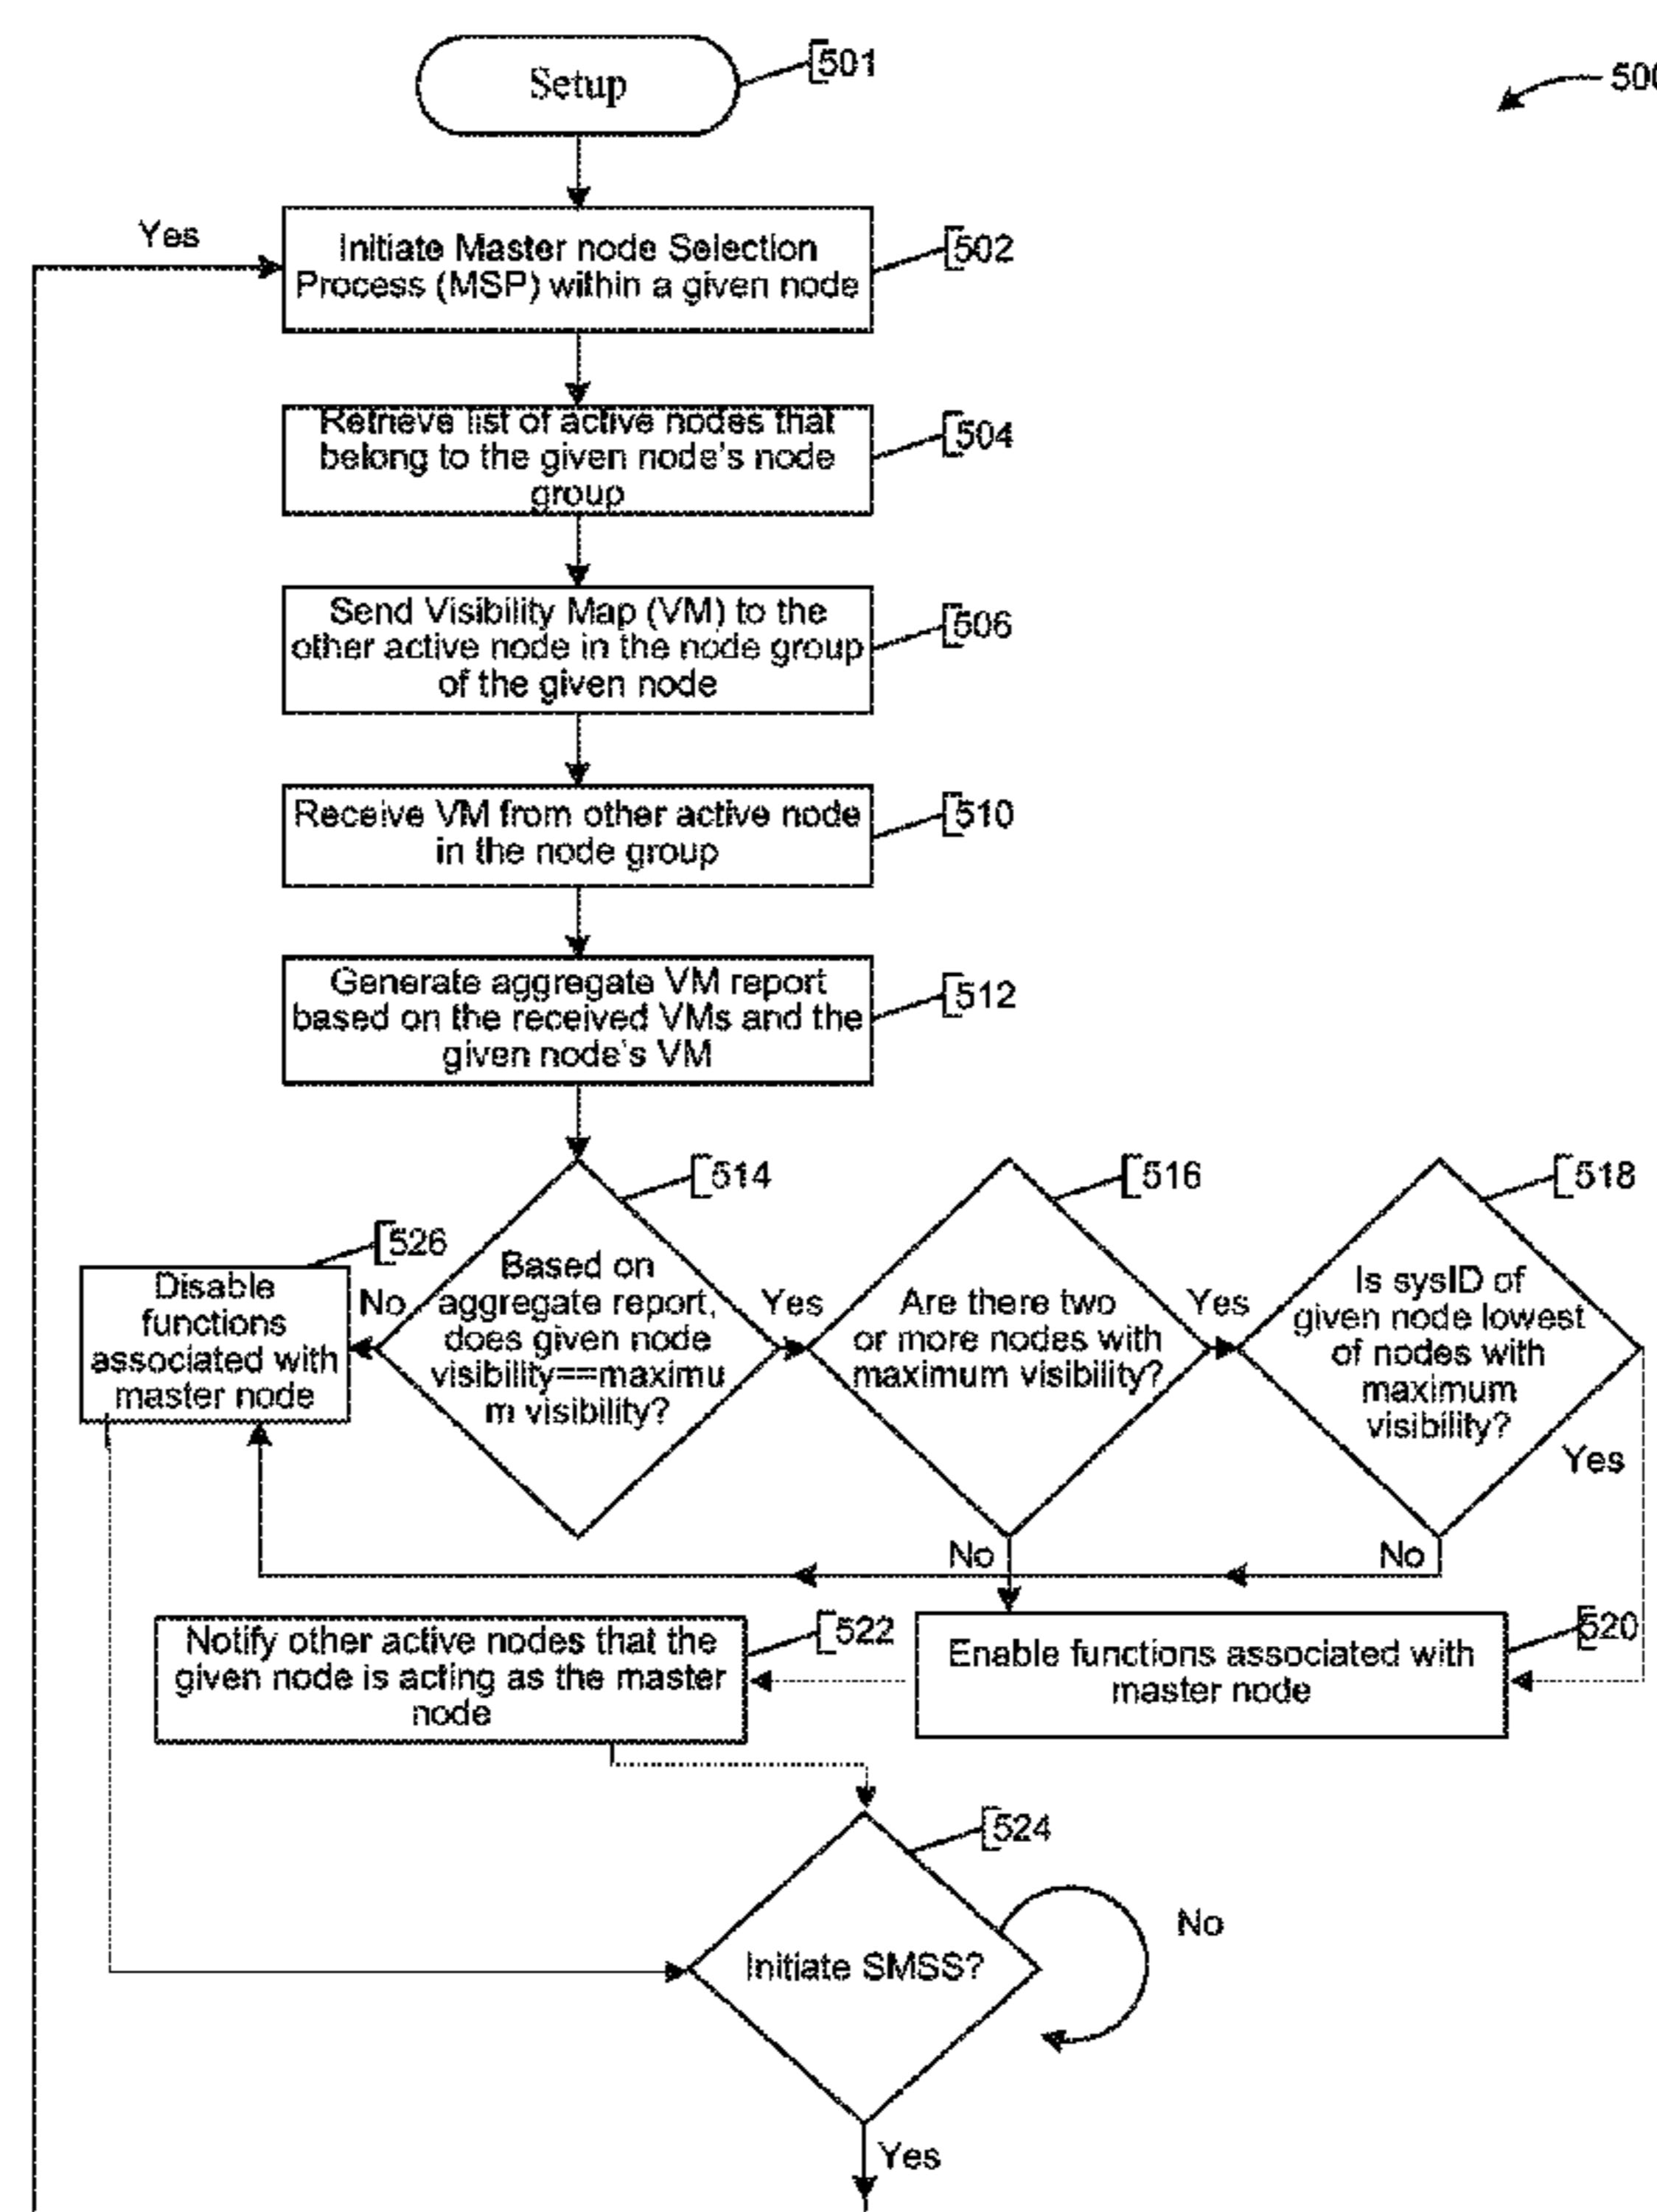 Setup
501
500
Yes
Initiate Master node Selection
Process (MSP) within a given node
502
Retrieve list of active nodes that
belong to the given node's node
group
504
Send Visibility Map (VM) to the
other active node in the node group
of the given node
506
Receive VM from other active node
in the node group
510
Generate aggregate VM report
based on the received VMs and the
given node's VM
512
514
516
518
526
Disable
functions
associated with
master node
No
Based on
aggregate report,
does given node
visibility==maximu
m visibility?
Yes
Are there two
or more nodes with
maximum visibility?
Yes
Is sysID of
given node lowest
of nodes with
maximum
visibility?
Yes
No
No
Notify other active nodes that the
given node is acting as the master
node
522
Enable functions associated with
master node
520
524
Initiate SMSS?
No
Yes